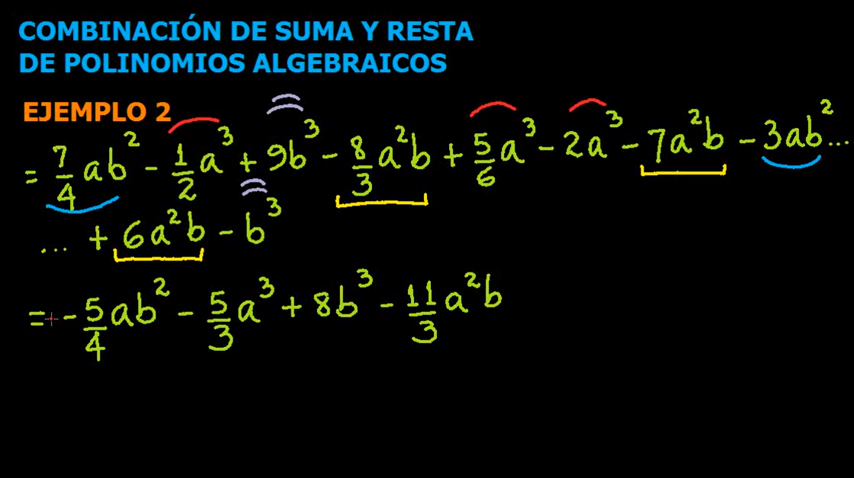 COMBINACIÓN DE SUMA Y RESTA
DE POLINOMIOS ALGEBRAICOS
EJEMPLO 2
= 7/4 ab² - 1/2 a³ + 9b³ - 8/3 a²b + 5/6 a³ - 2a³ - 7a²b - 3ab² ...
... + 6a²b - b³
= -5/4 ab² - 5/3 a³ + 8b³ - 11/3 a²b